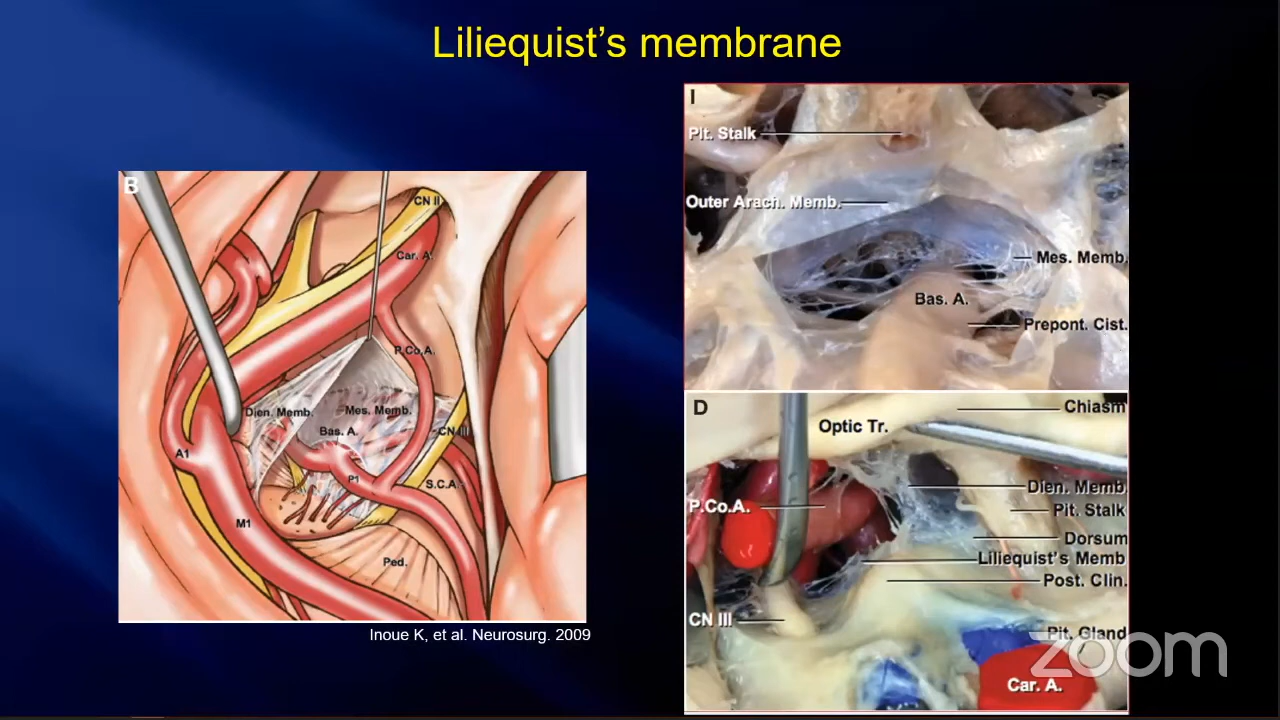 Liliequist's membrane
B
CN II
Car. A.
P.Co.A.
Dien. Memb.
Mes. Memb.
Bas. A.
CN III
A1
P1
S.C.A.
M1
Ped.
Inoue K, et al. Neurosurg. 2009
I
Pit. Stalk
Outer Arach. Memb.
Mes. Memb.
Bas. A.
Prepont. Cist.
D
Chiasm
Optic Tr.
Dien. Memb
P.Co.A.
Pit. Stalk
Dorsum
Liliequist's Memb
Post. Clin.
CN III
Pit. Gland
Car. A.
zoom